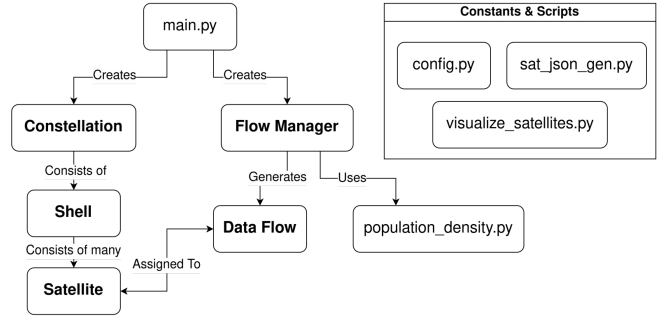 main.py
Constants & Scripts
config.py
sat_json_gen.py
visualize_satellites.py
Creates
Creates
Constellation
Flow Manager
Consists of
Generates
Uses
Shell
Data Flow
population_density.py
Consists of many
Assigned To
Satellite